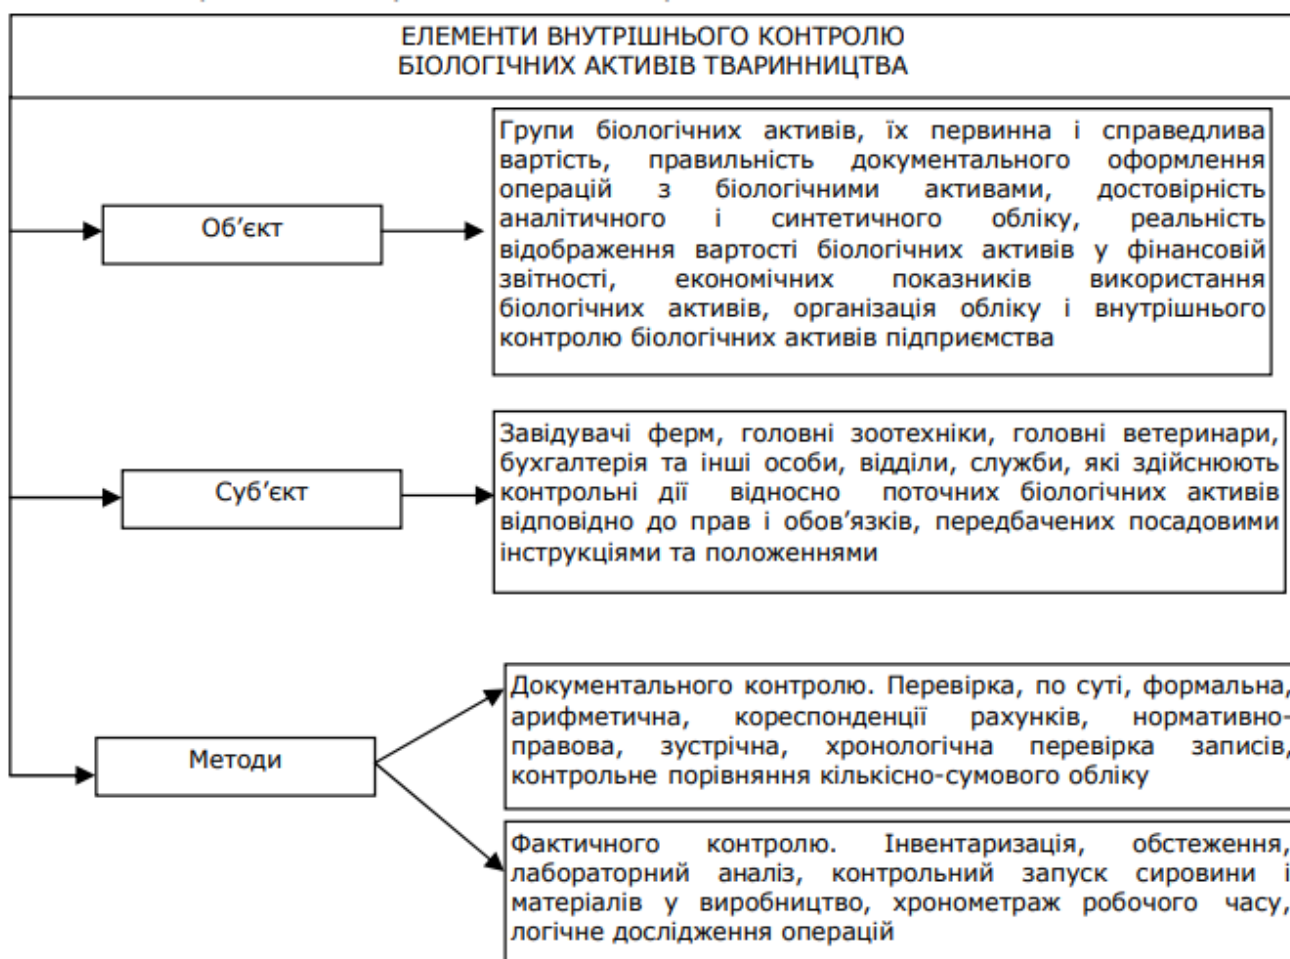 ЕЛЕМЕНТИ ВНУТРІШНЬОГО КОНТРОЛЮ
БІОЛОГІЧНИХ АКТИВІВ ТВАРИННИЦТВА
Об’єкт
Групи біологічних активів, їх первинна і справедлива
вартість, правильність документального оформлення
операцій з біологічними активами, достовірність
аналітичного і синтетичного обліку, реальність
відображення вартості біологічних активів у фінансовій
звітності, економічних показників використання
біологічних активів, організація обліку і внутрішнього
контролю біологічних активів підприємства
Суб’єкт
Завідувачі ферм, головні зоотехніки, головні ветеринари,
бухгалтерія та інші особи, відділи, служби, які здійснюють
контрольні дії відносно поточних біологічних активів
відповідно до прав і обов’язків, передбачених посадовими
інструкціями та положеннями
Методи
Документального контролю. Перевірка, по суті, формальна,
арифметична, кореспонденції рахунків, нормативно-
правова, зустрічна, хронологічна перевірка записів,
контрольне порівняння кількісно-сумового обліку
Фактичного контролю. Інвентаризація, обстеження,
лабораторний аналіз, контрольний запуск сировини і
матеріалів у виробництво, хронометраж робочого часу,
логічне дослідження операцій